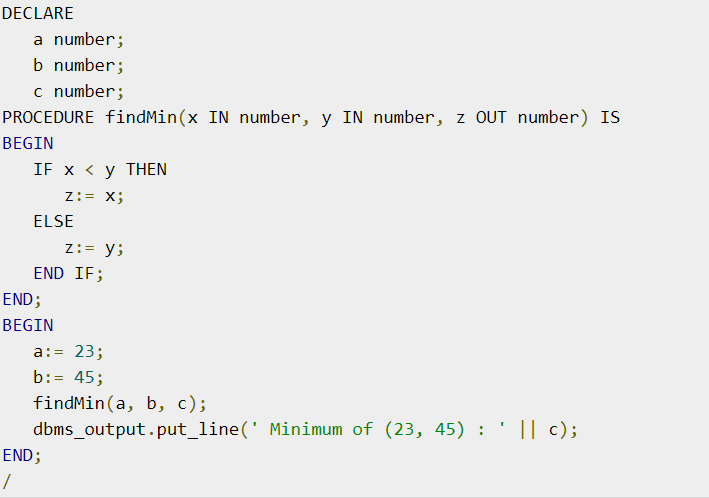 DECLARE
   a number;
   b number;
   c number;
PROCEDURE findMin(x IN number, y IN number, z OUT number) IS
BEGIN
   IF x < y THEN
      z:= x;
   ELSE
      z:= y;
   END IF;
END;
BEGIN
   a:= 23;
   b:= 45;
   findMin(a, b, c);
   dbms_output.put_line(' Minimum of (23, 45) : ' || c);
END;
/